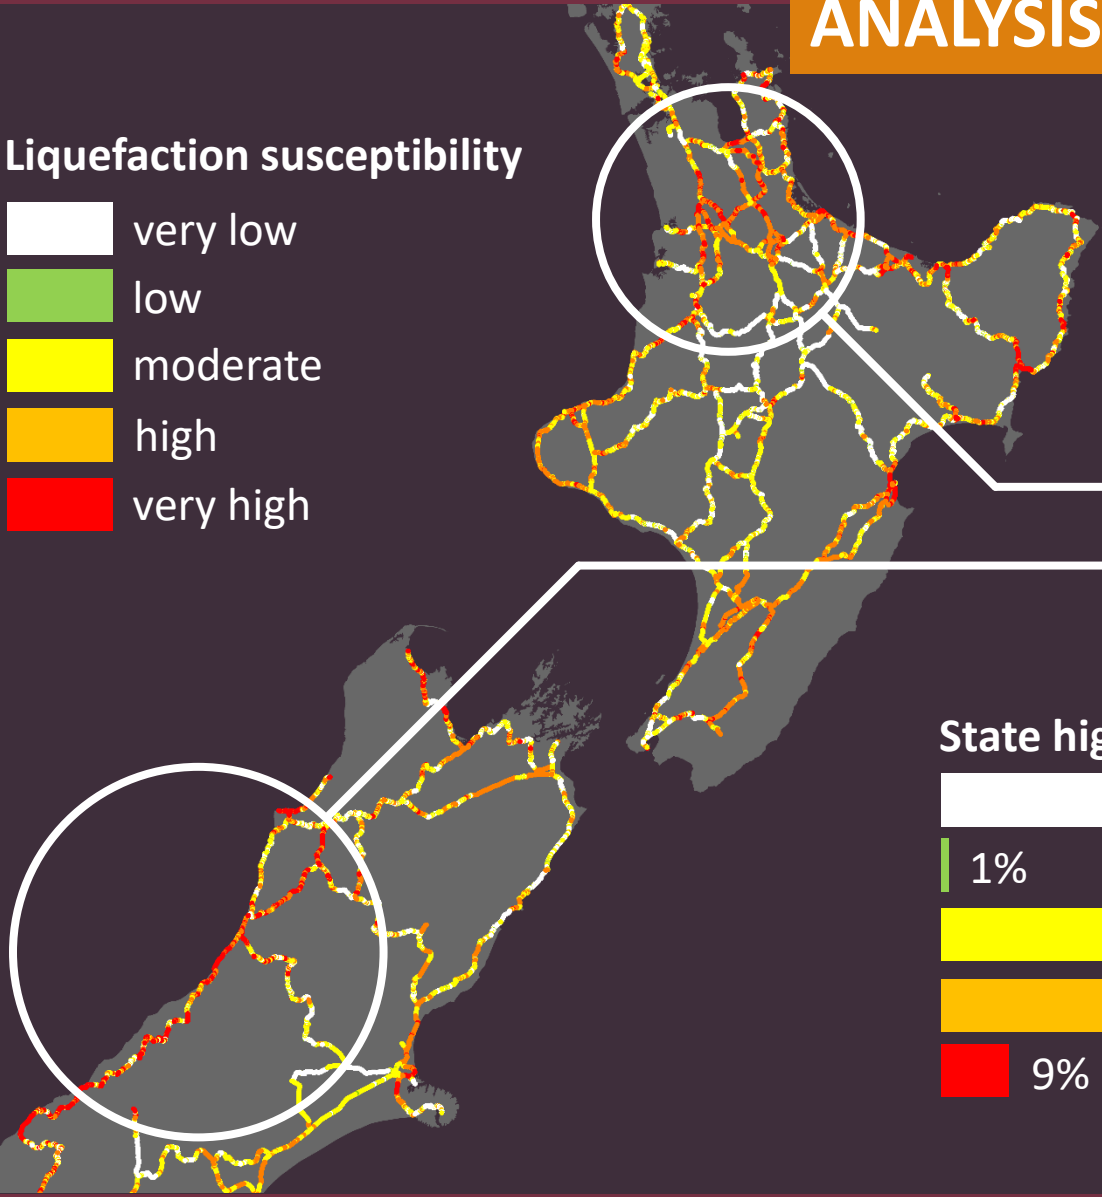 ANALYSIS
Liquefaction susceptibility
very low
low
moderate
high
very high
State hig
1%
9%